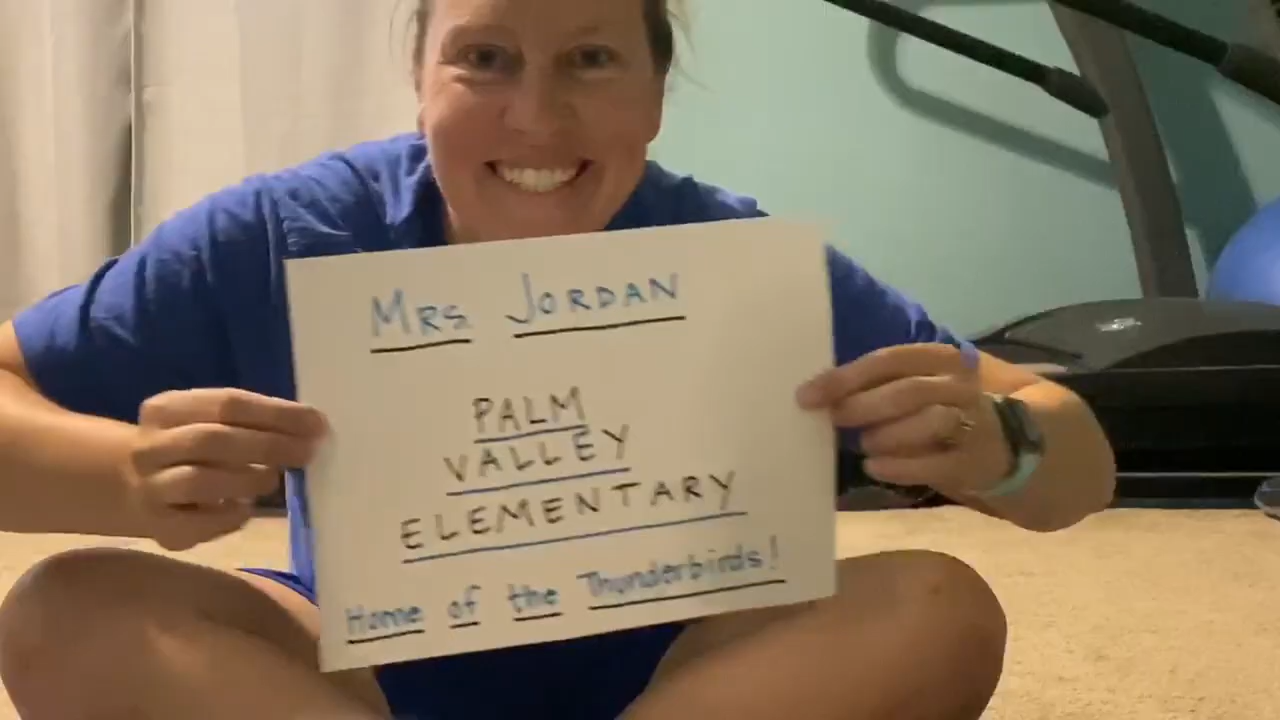 Mrs Jordan
PALM
VALLEY
ELEMENTARY
Home of the Thunderbirds!